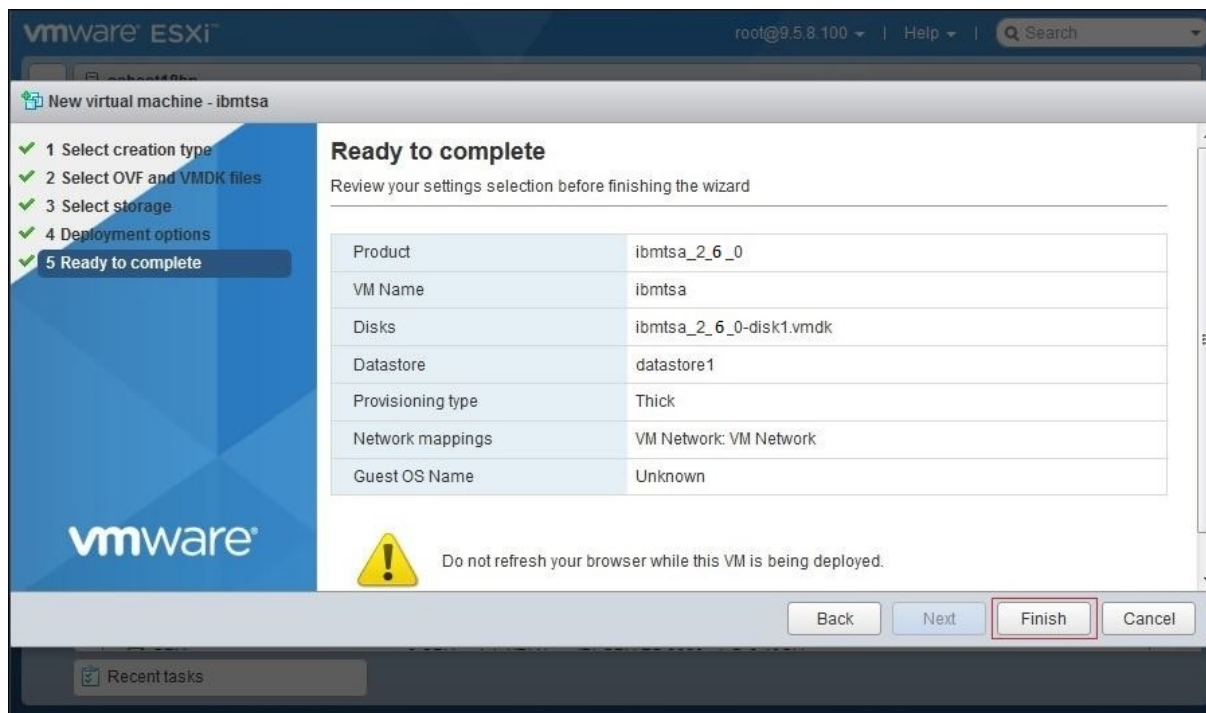 vmware ESXi™
root@9.5.8.100 | Help | Search
New virtual machine - ibmtsa
1 Select creation type
2 Select OVF and VMDK files
3 Select storage
4 Deployment options
5 Ready to complete
Ready to complete
Review your settings selection before finishing the wizard
Product ibmtsa_2_6_0
VM Name ibmtsa
Disks ibmtsa_2_6_0-disk1.vmdk
Datastore datastore1
Provisioning type Thick
Network mappings VM Network: VM Network
Guest OS Name Unknown
vmware®
Do not refresh your browser while this VM is being deployed.
Back Next Finish Cancel
Recent tasks